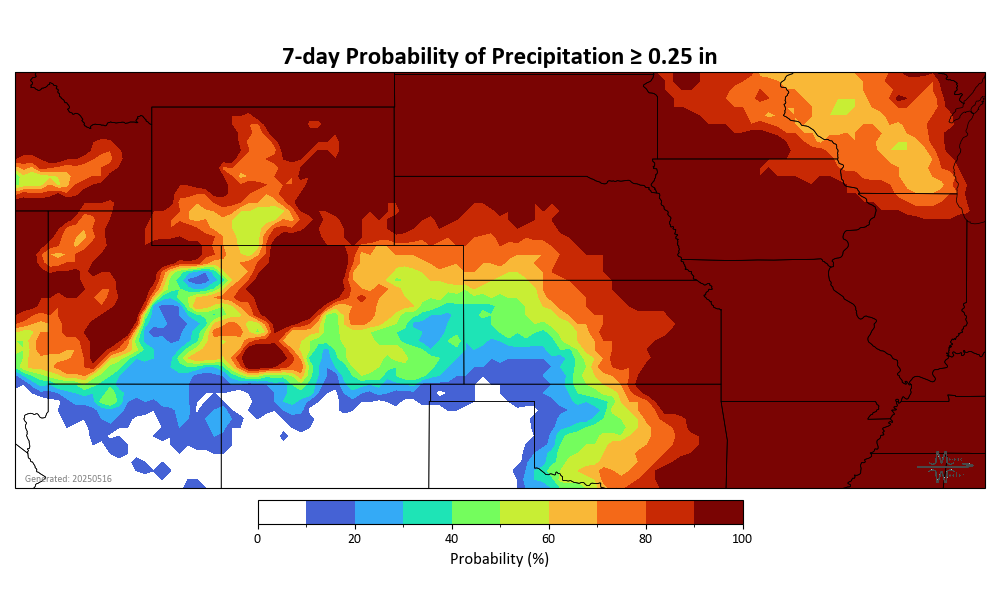 7-day Probability of Precipitation ≥ 0.25 in
Generated: 20250516
0 20 40 60 80 100
Probability (%)